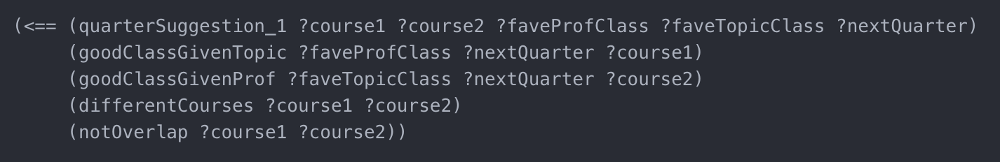 (<== (quarterSuggestion_1 ?course1 ?course2 ?faveProfClass ?faveTopicClass ?nextQuarter)
(goodClassGivenTopic ?faveProfClass ?nextQuarter ?course1)
(goodClassGivenProf ?faveTopicClass ?nextQuarter ?course2)
(differentCourses ?course1 ?course2)
(notOverlap ?course1 ?course2))